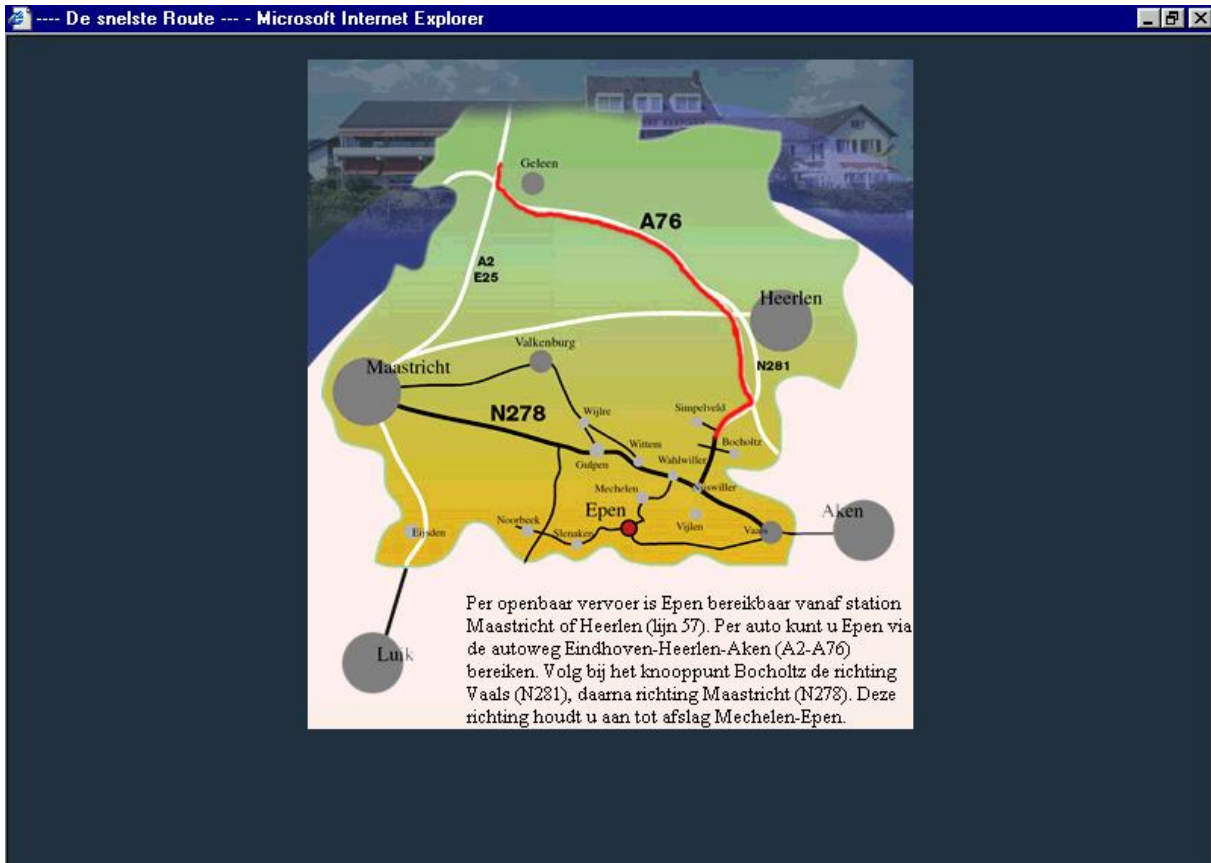 ---- De snelste Route --- - Microsoft Internet Explorer
Geleen
A76
A2
E25
Heerlen
Valkenburg
Maastricht
N281
N278
Wijlre
Simpelveld
Wittem
Bocholtz
Gulpen
Wahlwiller
Mechelen
Nijswiller
Epen
Aken
Noorbeek
Vijlen
Vaals
Eijsden
Slenaken
Per openbaar vervoer is Epen bereikbaar vanaf station
Maastricht of Heerlen (lijn 57). Per auto kunt u Epen via
de autoweg Eindhoven-Heerlen-Aken (A2-A76)
bereiken. Volg bij het knooppunt Bocholtz de richting
Vaals (N281), daarna richting Maastricht (N278). Deze
richting houdt u aan tot afslag Mechelen-Epen.
Luik